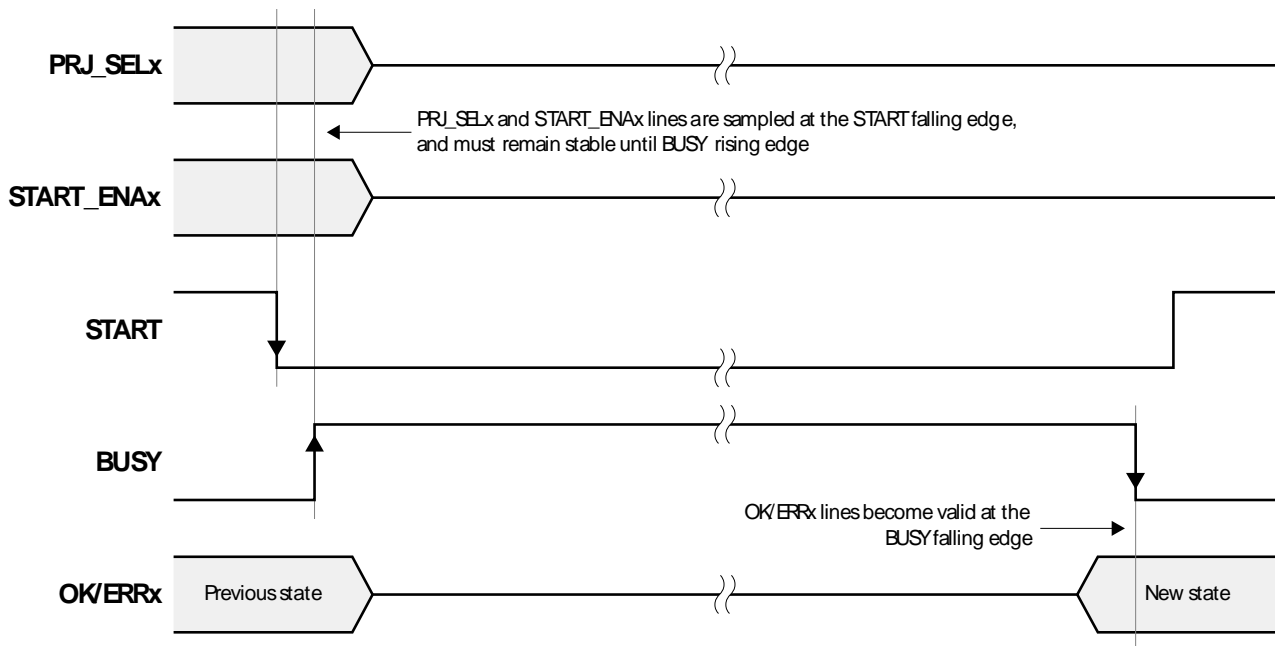 PRJ_SELx
PRJ_SELx and START_ENAx lines are sampled at the START falling edge,
and must remain stable until BUSY rising edge
START_ENAx
START
BUSY
OK/ERRx lines become valid at the
BUSY falling edge
OK/ERRx
Previous state
New state